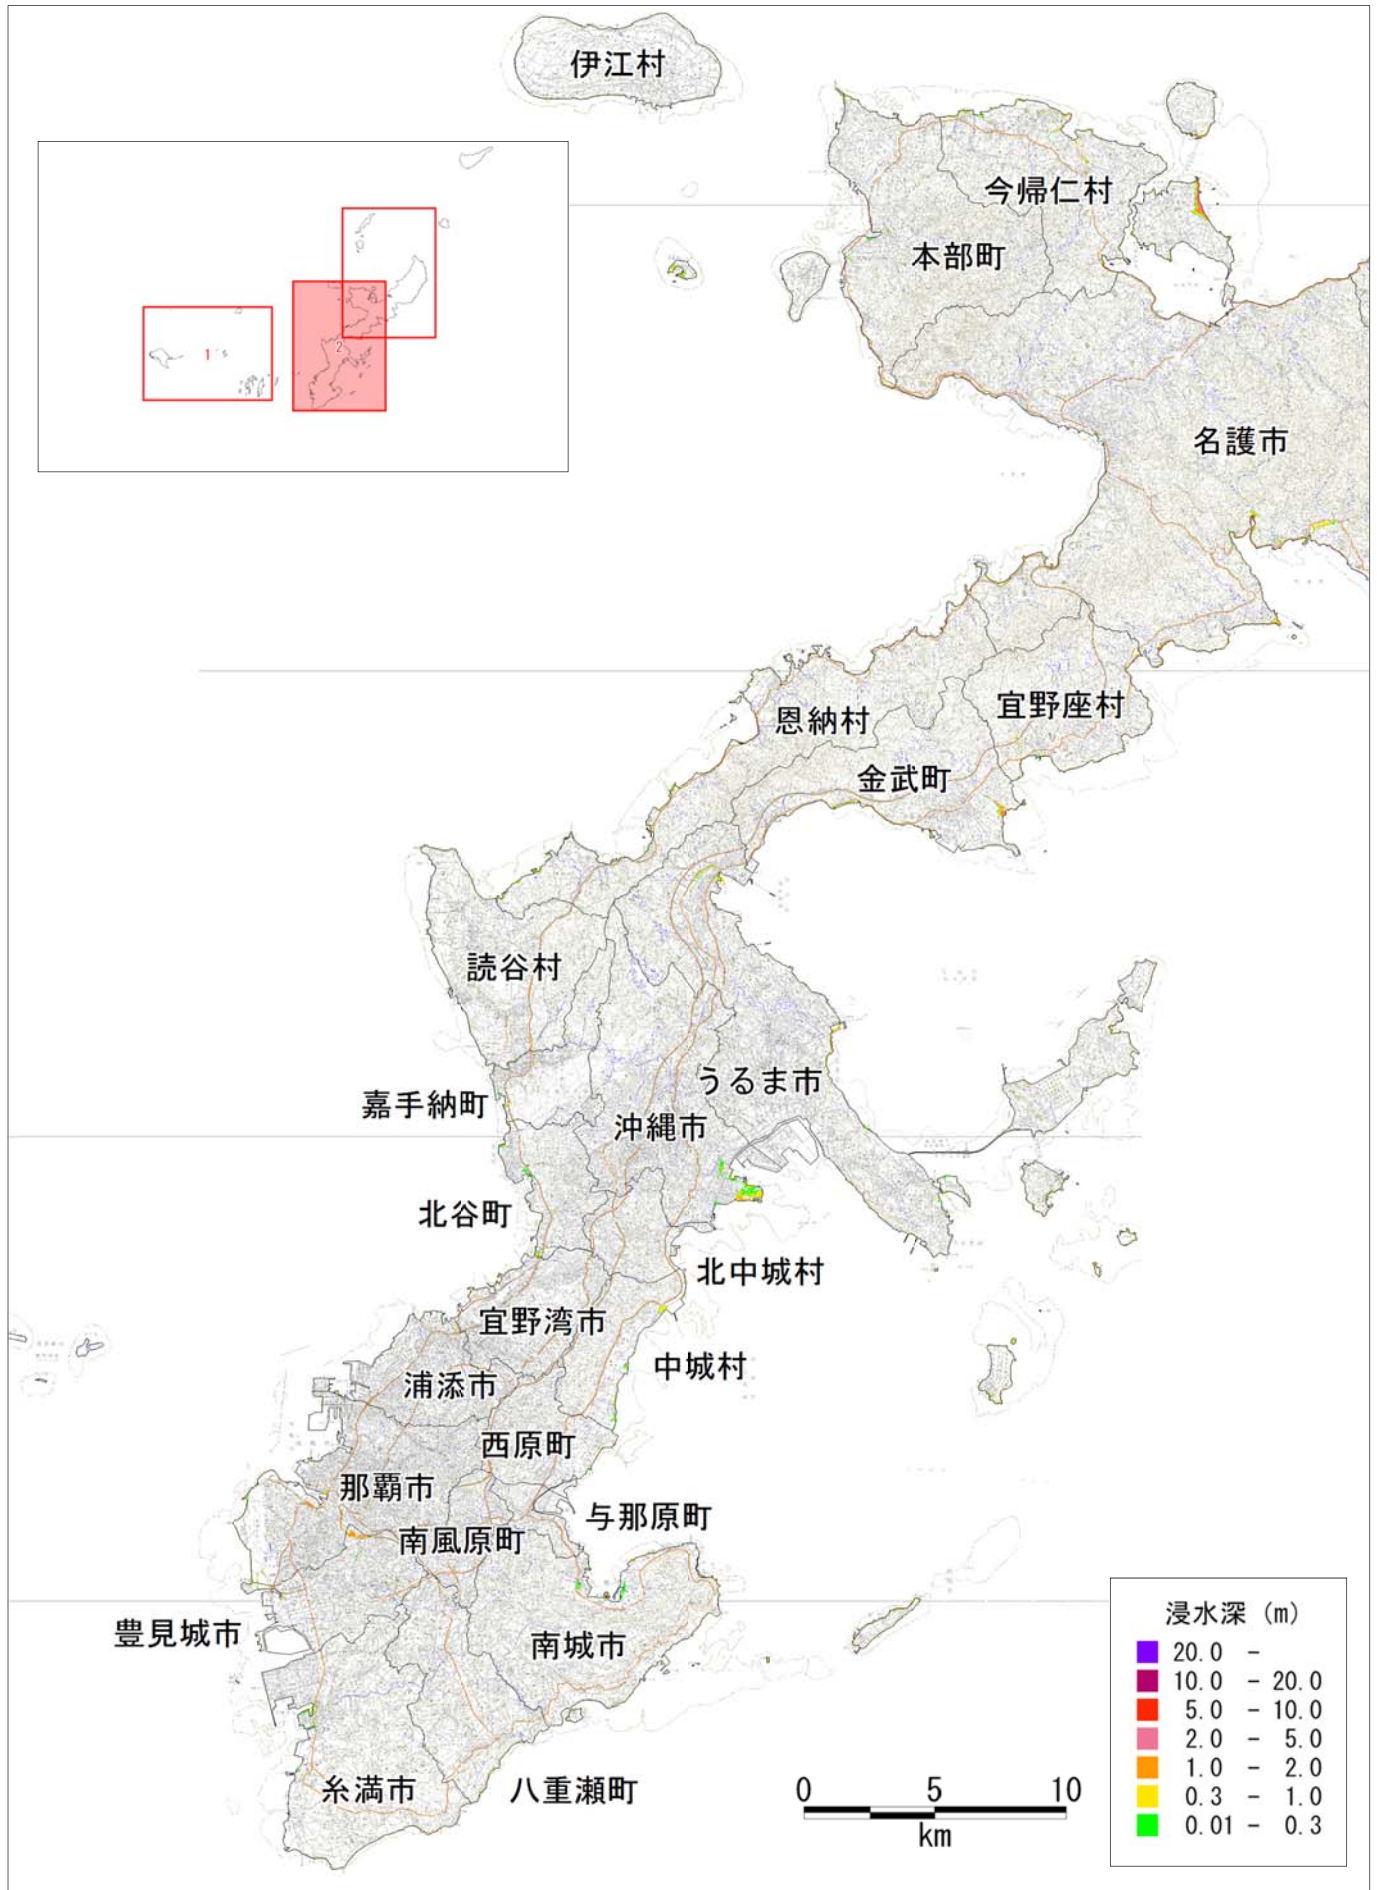 伊江村
今帰仁村
本部町
1
2
名護市
宜野座村
恩納村
金武町
読谷村
うるま市
嘉手納町
沖縄市
北谷町
北中城村
宜野湾市
中城村
浦添市
西原町
那覇市
与那原町
南風原町
豊見城市
南城市
糸満市
八重瀬町
0 5 10
km
浸水深 (m)
20.0 -
10.0 - 20.0
5.0 - 10.0
2.0 - 5.0
1.0 - 2.0
0.3 - 1.0
0.01 - 0.3